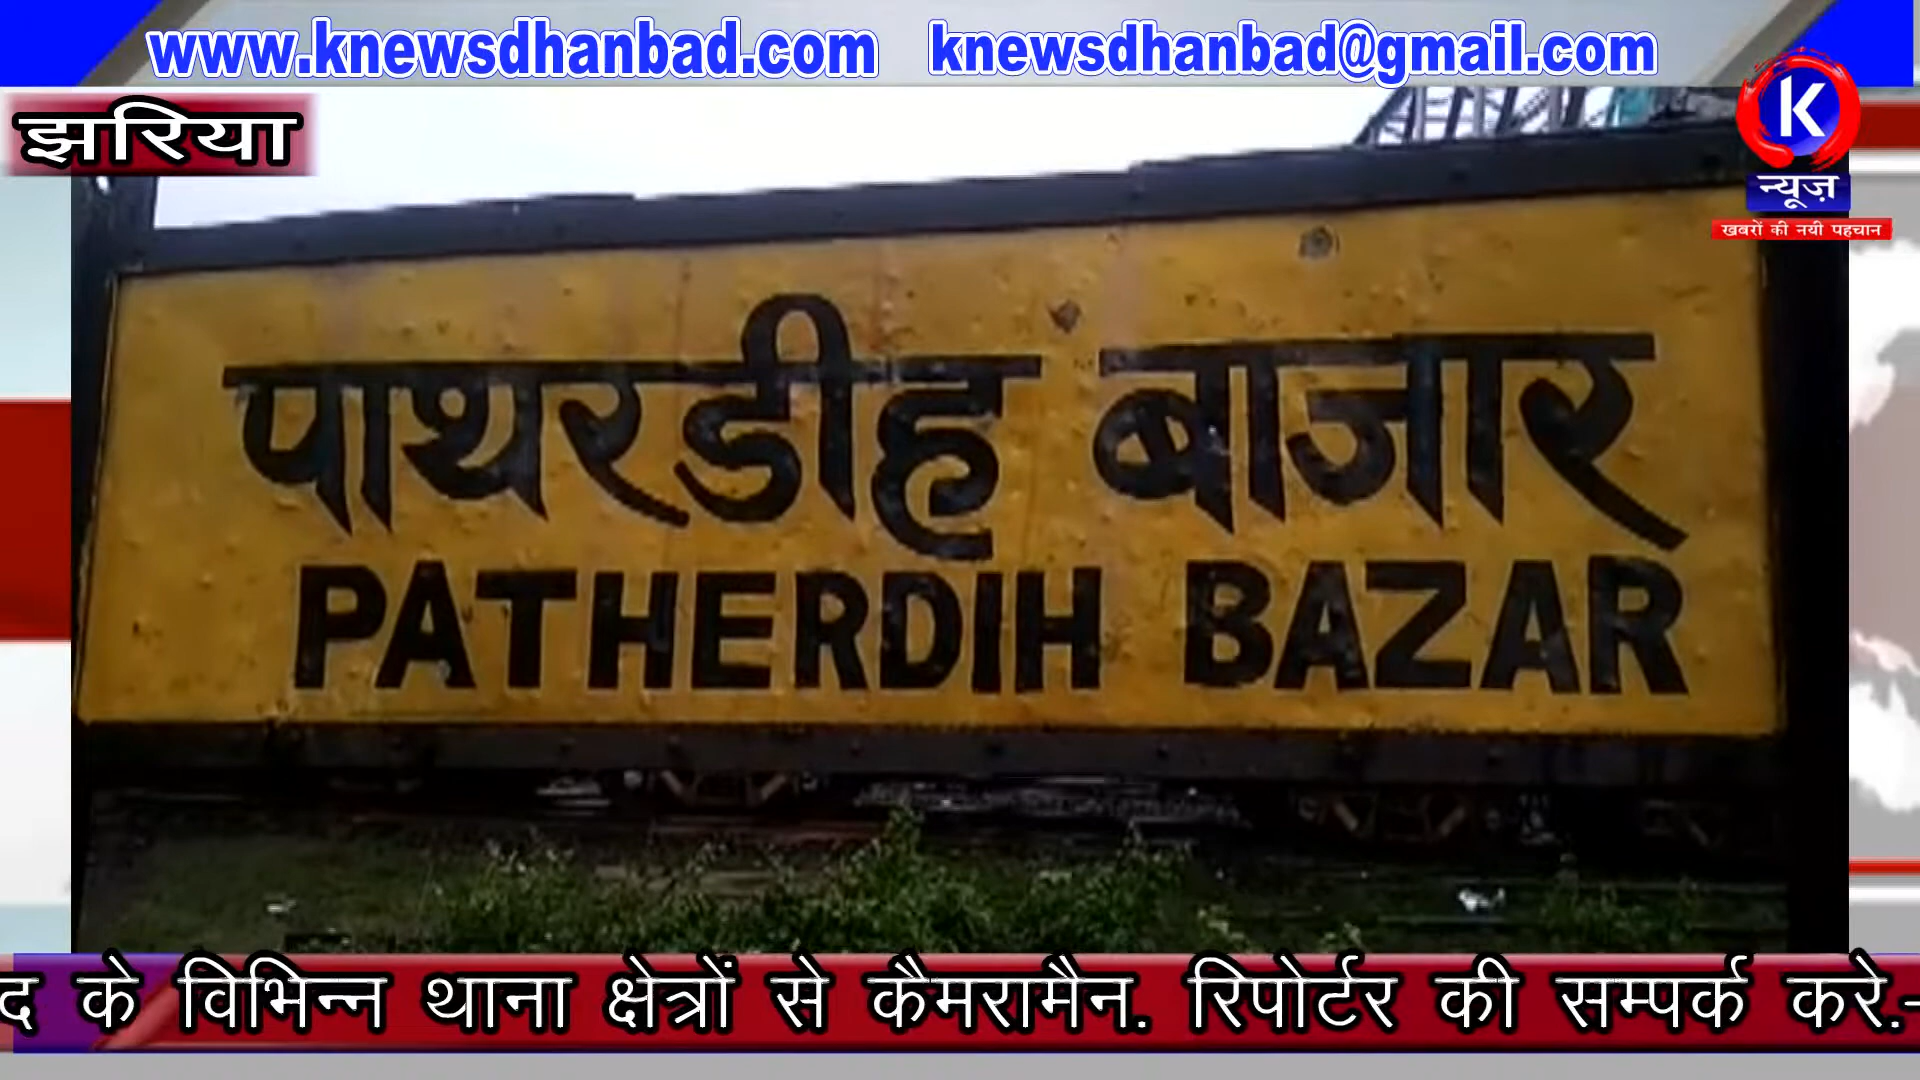 www.knewsdhanbad.com knewsdhanbad@gmail.com
झरिया
K
न्यूज़
खबरों की नयी पहचान
पाथरडीह बाजार
PATHERDIH BAZAR
द के विभिन्न थाना क्षेत्रों से कैमरामैन. रिपोर्टर की सम्पर्क करे.-